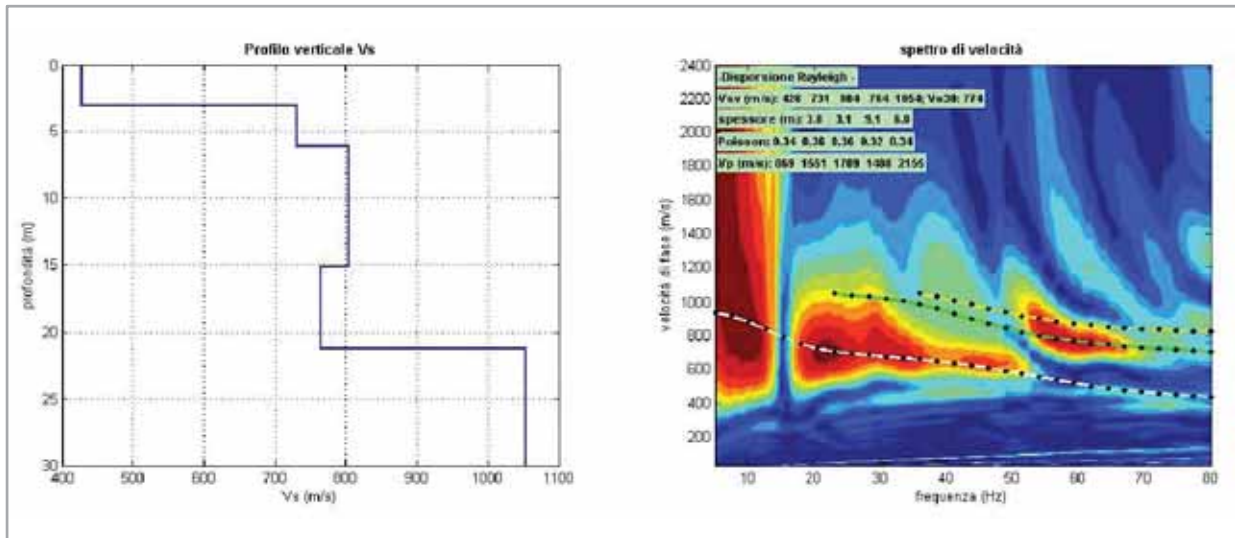 Profilo verticale Vs
0
5
10
15
20
25
30
profondità (m)
400 500 600 700 800 900 1000 1100
Vs (m/s)
spettro di velocità
-Dispersione Rayleigh -
Vsv (m/s): 428 731 804 764 1054; Vs30: 774
spessore (m): 3.0 3.1 9.1 6.0
Poisson: 0.34 0.36 0.36 0.32 0.34
Vp (m/s): 869 1551 1709 1488 2155
2400
2200
2000
1800
1600
1400
1200
1000
800
600
400
200
velocità di fase (m/s)
10 20 30 40 50 60 70 80
frequenza (Hz)